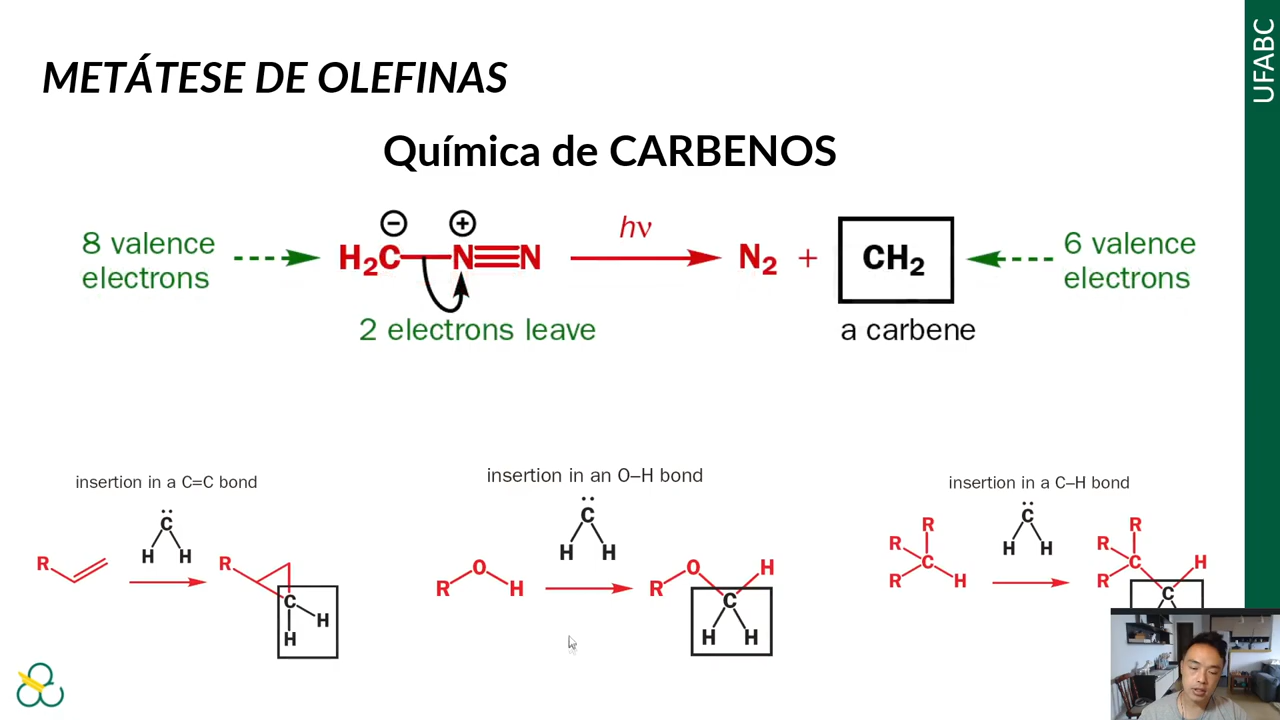 METÁTESE DE OLEFINAS
UFABC
Química de CARBENOS
8 valence
electrons
⊖ ⊕
H₂C—N≡N
2 electrons leave
hν
N₂ + CH₂
a carbene
6 valence
electrons
insertion in a C=C bond
R
C
H H
R
C
H
H
insertion in an O–H bond
R O H
C
H H
R O H
C
H H
insertion in a C–H bond
R
R
C
R H
C
H H
R
R
C
R
H
C